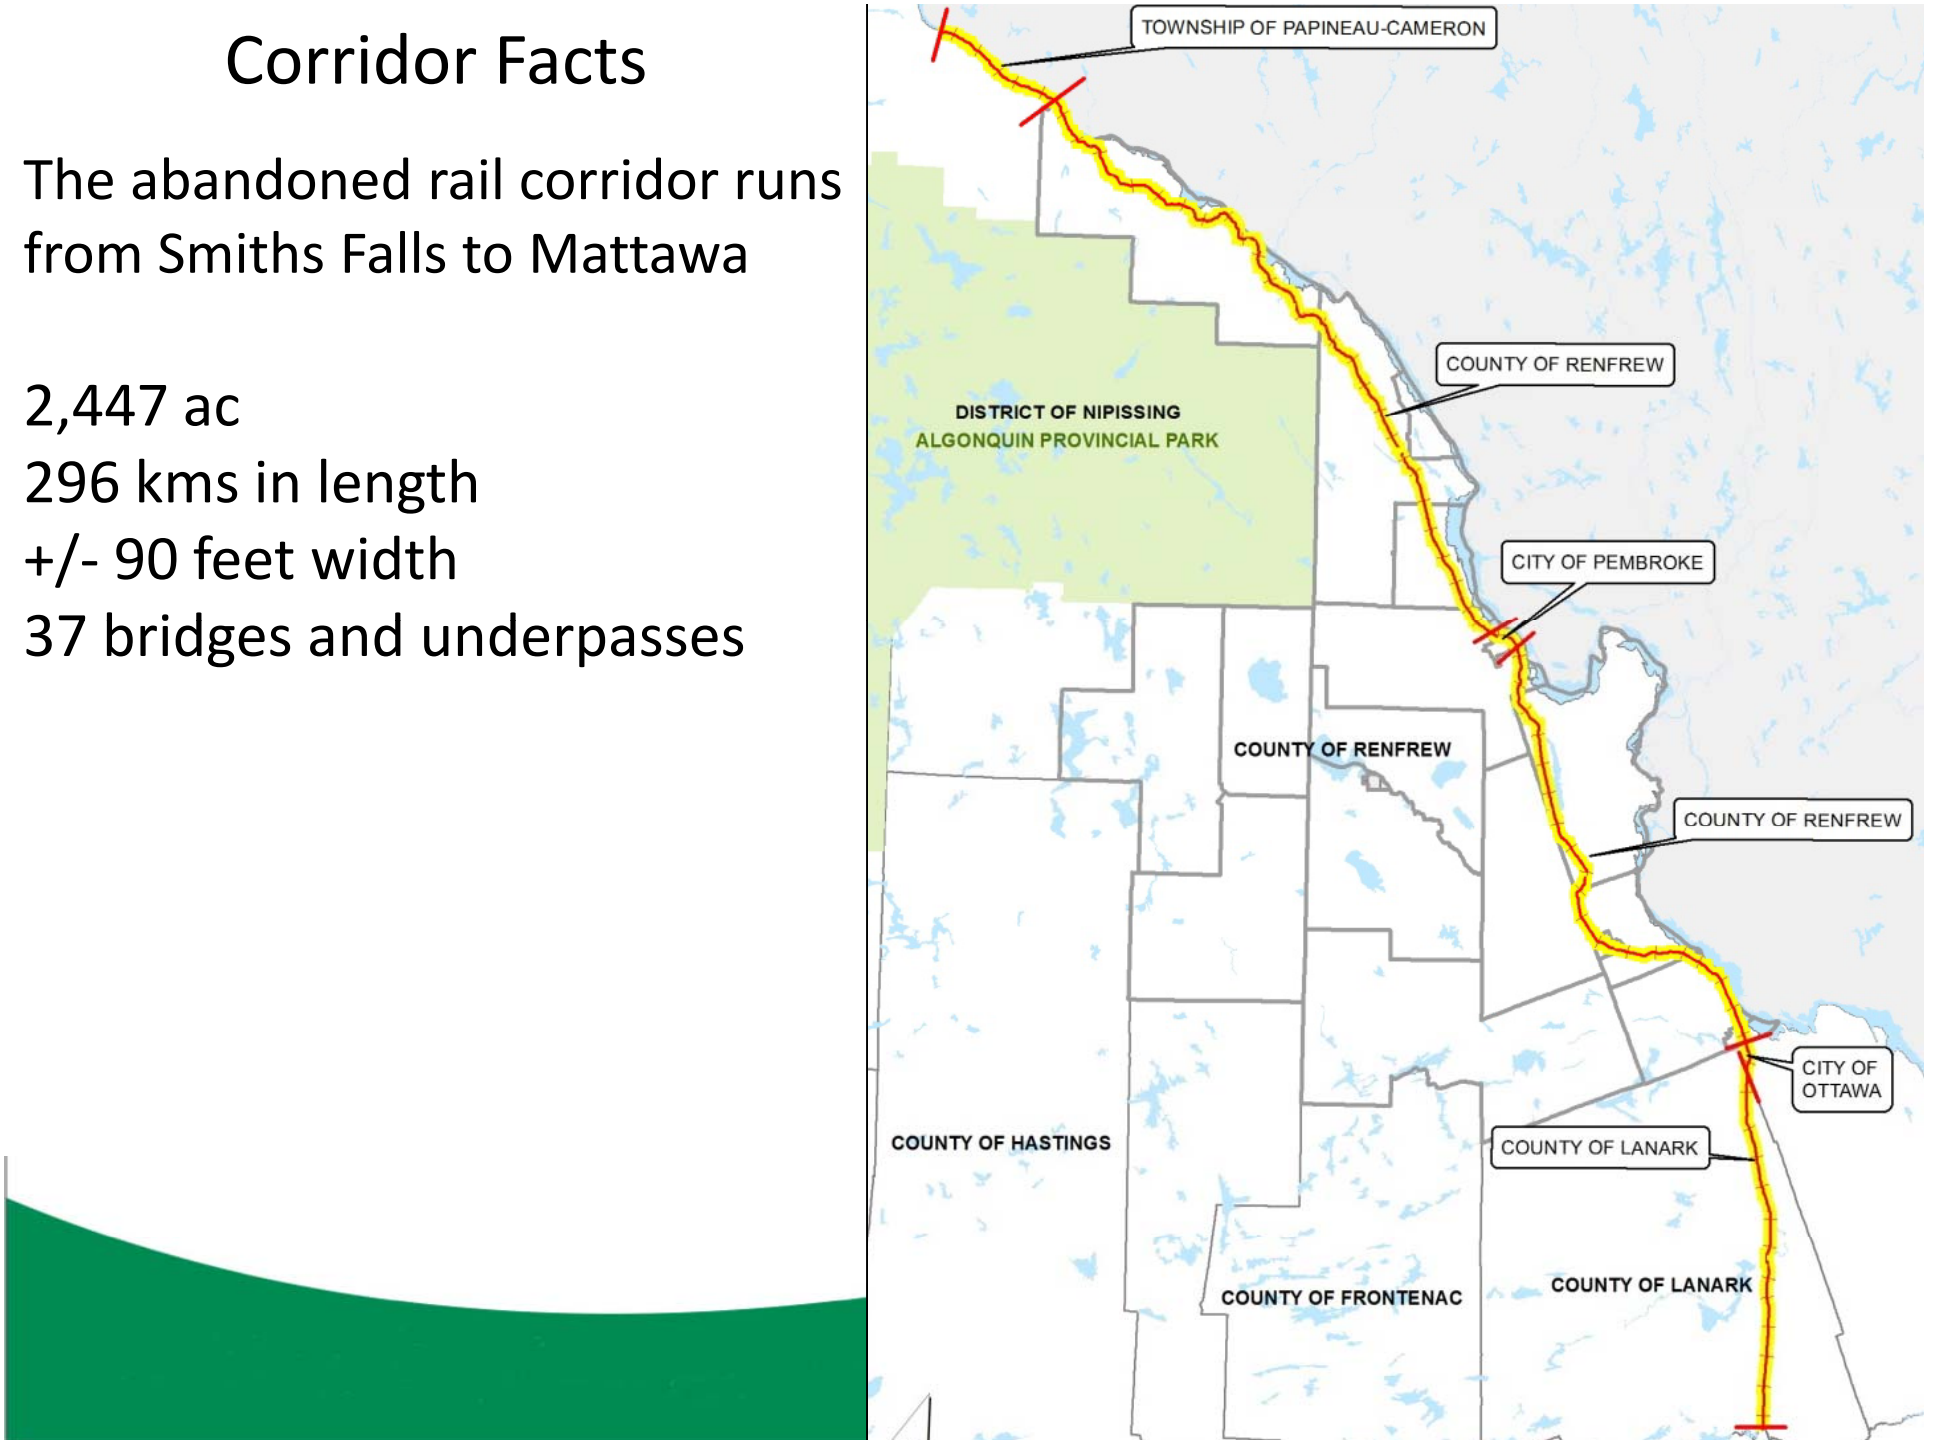 Corridor Facts
The abandoned rail corridor runs
from Smiths Falls to Mattawa
2,447 ac
296 kms in length
+/- 90 feet width
37 bridges and underpasses
TOWNSHIP OF PAPINEAU-CAMERON
COUNTY OF RENFREW
DISTRICT OF NIPISSING
ALGONQUIN PROVINCIAL PARK
CITY OF PEMBROKE
COUNTY OF RENFREW
COUNTY OF RENFREW
CITY OF
OTTAWA
COUNTY OF HASTINGS
COUNTY OF LANARK
COUNTY OF LANARK
COUNTY OF FRONTENAC